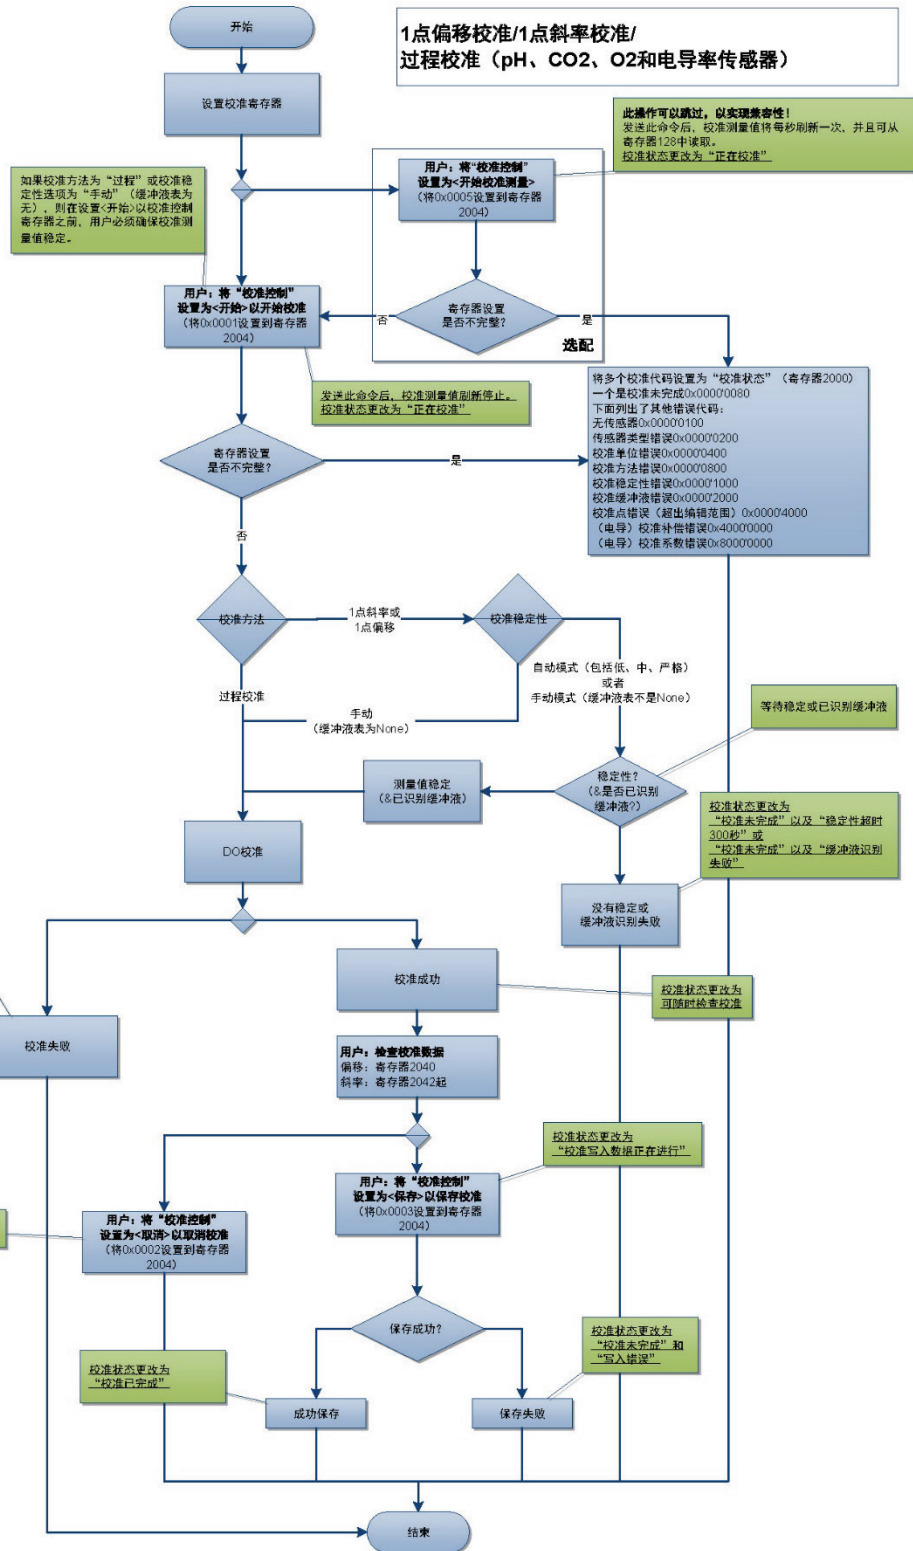 开始
1点偏移校准/1点斜率校准/
过程校准（pH、CO2、O2和电导率传感器）
设置校准寄存器
此操作可以跳过，以实现兼容性！
发送此命令后，校准测量值将每秒刷新一次，并且可从
寄存器128中读取。
校准状态更改为“正在校准”
如果校准方法为“过程”或校准稳
定性选项为“手动”（缓冲液表为
无），则在设置<开始>以校准控制
寄存器之前，用户必须确保校准测
量值稳定。
用户：将“校准控制”
设置为<开始校准测量>
（将0x0005设置到寄存器
2004）
用户：将“校准控制”
设置为<开始>以开始校准
（将0x0001设置到寄存器
2004）
寄存器设置
是否不完整？
否
是
选配
发送此命令后，校准测量值刷新停止。
校准状态更改为“正在校准”
将多个校准代码设置为“校准状态”（寄存器2000）
一个是校准未完成0x0000'0080
下面列出了其他错误代码：
无传感器0x0000'0100
传感器类型错误0x0000'0200
校准单位错误0x0000'0400
校准方法错误0x0000'0800
校准稳定性错误0x0000'1000
校准缓冲液错误0x0000'2000
校准点错误（超出编辑范围）0x0000'4000
（电导）校准补偿错误0x4000'0000
（电导）校准系数错误0x8000'0000
寄存器设置
是否不完整？
是
否
校准方法
1点斜率或
1点偏移
校准稳定性
自动模式（包括低、中、严格）
或者
手动模式（缓冲液表不是None）
过程校准
手动
（缓冲液表为None）
等待稳定或已识别缓冲液
测量值稳定
（&已识别缓冲液）
稳定性？
（&是否已识别
缓冲液？）
校准状态更改为
“校准未完成”以及“稳定性超时
300秒”或
“校准未完成”以及“缓冲液识别
失败”
DO校准
没有稳定或
缓冲液识别失败
校准成功
校准状态更改为
可随时检查校准
校准失败
用户：检查校准数据
偏移：寄存器2040
斜率：寄存器2042起
校准状态更改为
“校准写入数据正在进行”
用户：将“校准控制”
设置为<保存>以保存校准
（将0x0003设置到寄存器
2004）
用户：将“校准控制”
设置为<取消>以取消校准
（将0x0002设置到寄存器
2004）
保存成功？
校准状态更改为
“校准未完成”和
“写入错误”
校准状态更改为
“校准已完成”
成功保存
保存失败
结束